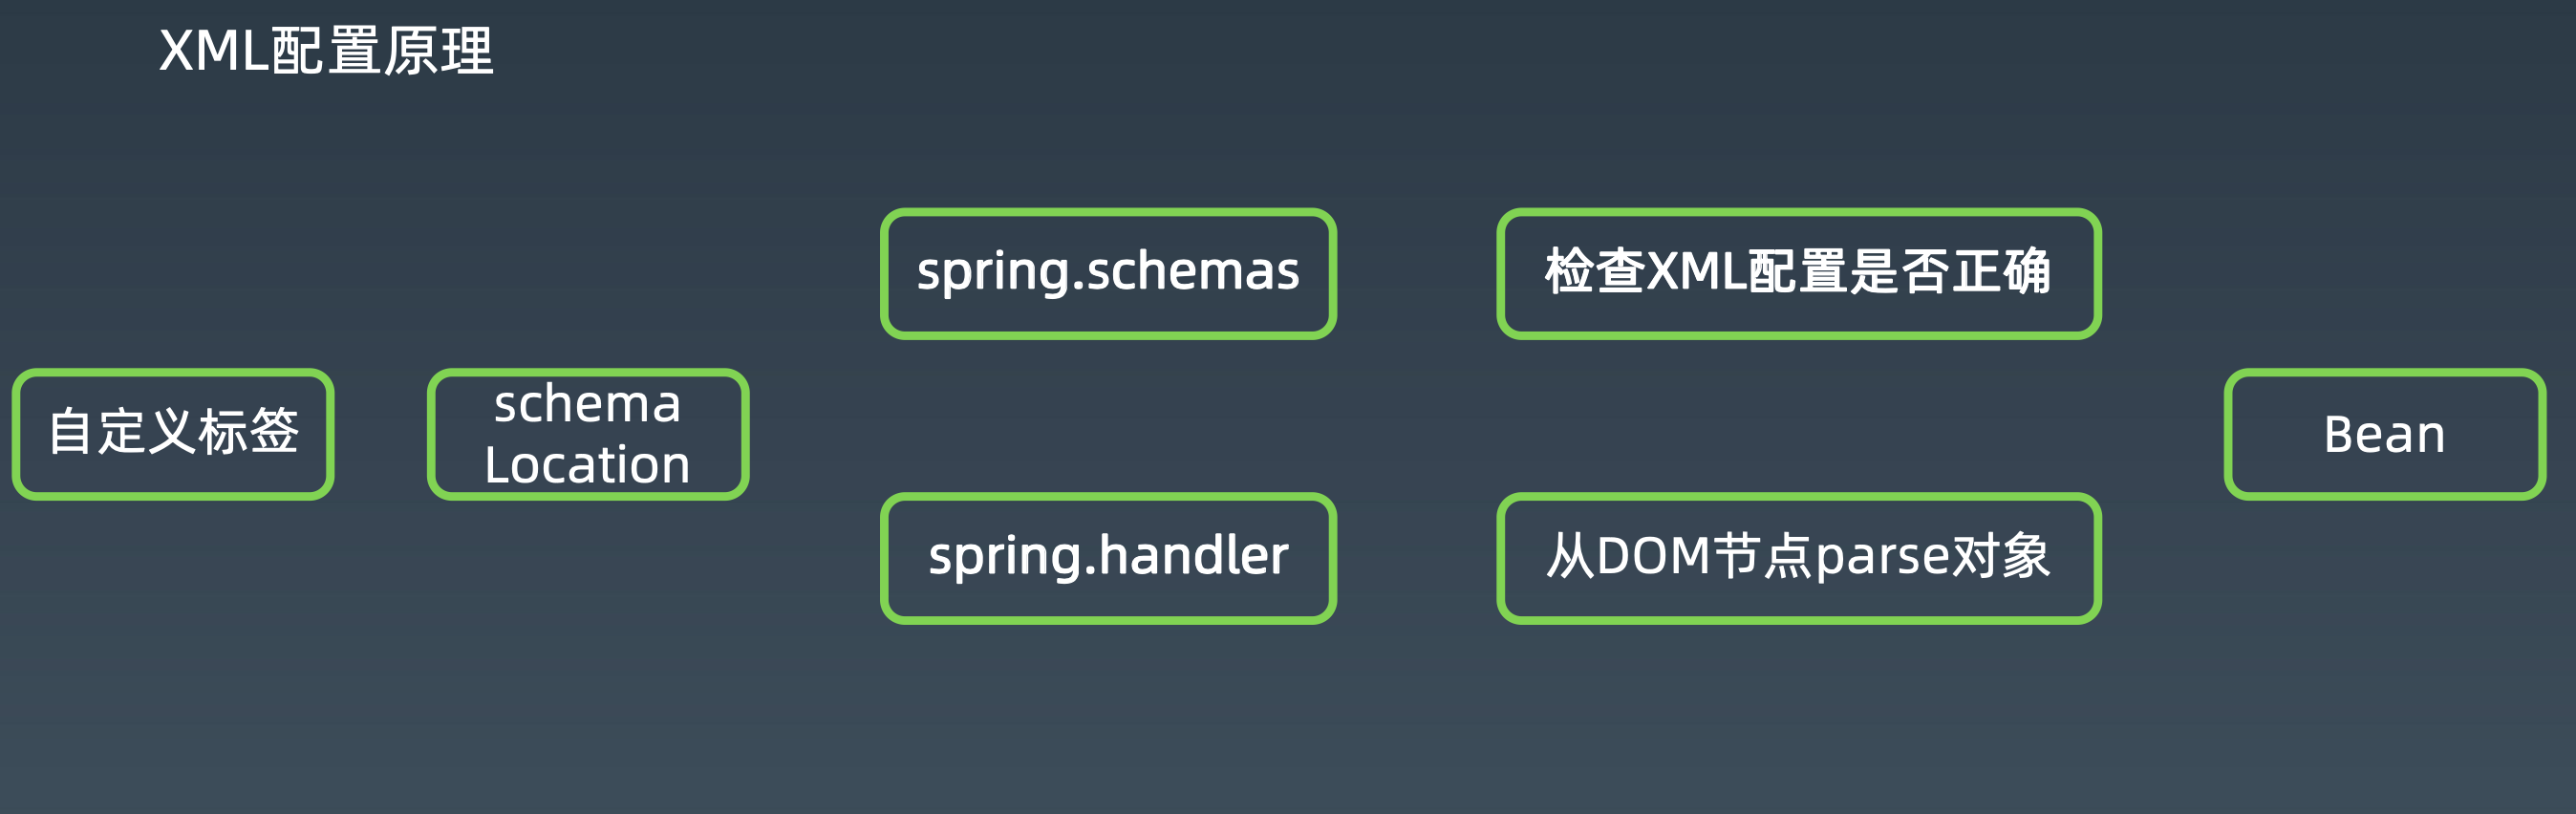 XML配置原理
自定义标签
schema
Location
spring.schemas
检查XML配置是否正确
spring.handler
从DOM节点parse对象
Bean